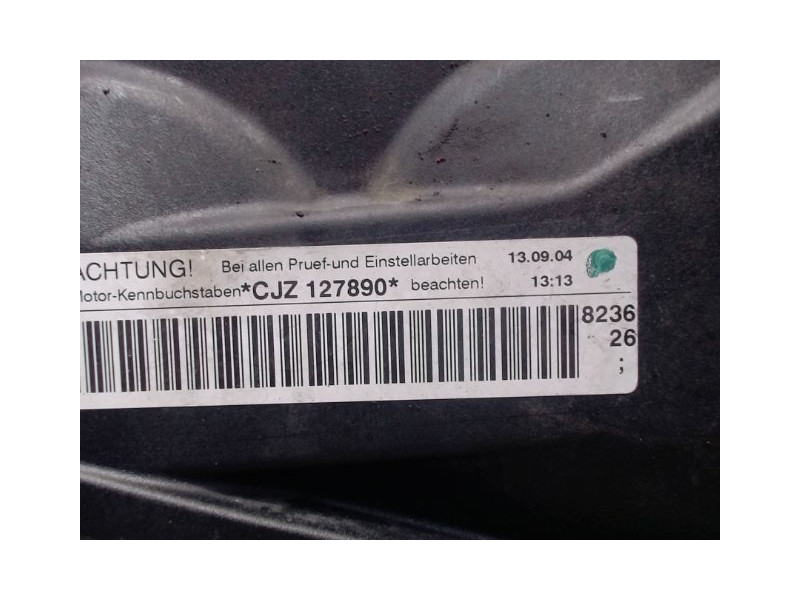 ACHTUNG! Bei allen Pruef-und Einstellarbeiten 13.09.04
Motor-Kennbuchstaben *CJZ 127890* beachten! 13:13
8236
26
;